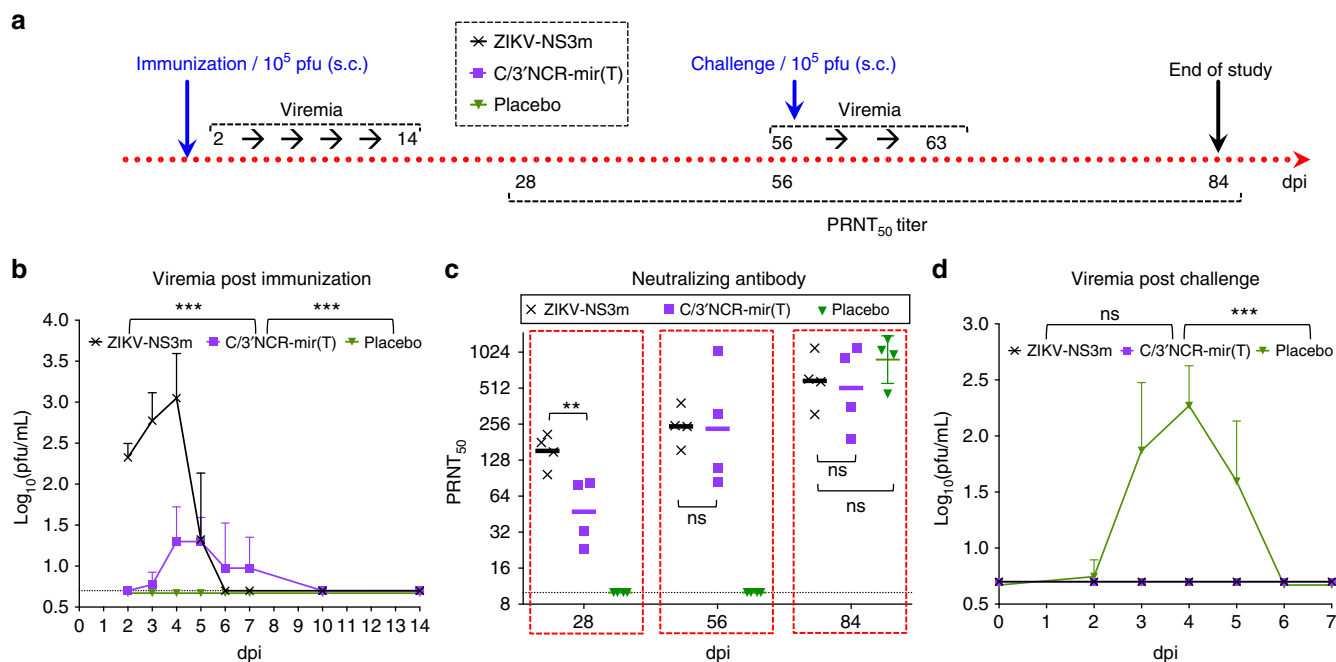 a
Immunization / 10⁵ pfu (s.c.)
ZIKV-NS3m
C/3′NCR-mir(T)
Placebo
Challenge / 10⁵ pfu (s.c.)
End of study
Viremia
Viremia
2
14
56
63
28
56
84
dpi
PRNT₅₀ titer
b
Viremia post immunization
***
***
ZIKV-NS3m
C/3′NCR-mir(T)
Placebo
Log₁₀(pfu/mL)
4.0
3.5
3.0
2.5
2.0
1.5
1.0
0.5
0 1 2 3 4 5 6 7 8 9 10 11 12 13 14
dpi
c
Neutralizing antibody
ZIKV-NS3m
C/3′NCR-mir(T)
Placebo
PRNT₅₀
1024
512
256
128
64
32
16
8
**
ns
ns
ns
28
56
84
dpi
d
Viremia post challenge
ns
***
ZIKV-NS3m
C/3′NCR-mir(T)
Placebo
Log₁₀(pfu/mL)
3.0
2.5
2.0
1.5
1.0
0.5
0 1 2 3 4 5 6 7
dpi